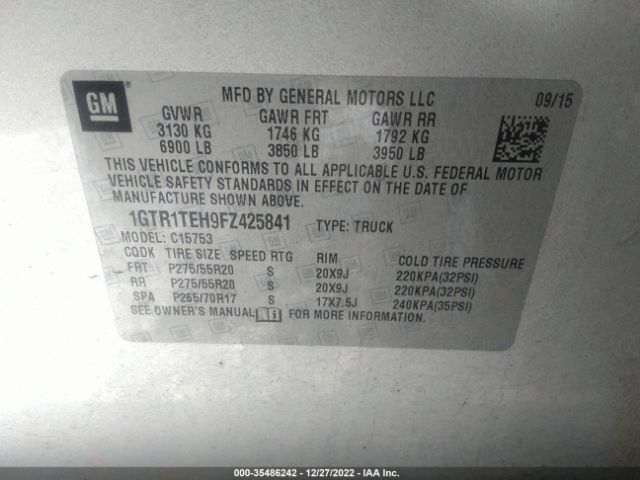 GM
MFD BY GENERAL MOTORS LLC 09/15
GVWR GAWR FRT GAWR RR
3130 KG 1746 KG 1792 KG
6900 LB 3850 LB 3950 LB
THIS VEHICLE CONFORMS TO ALL APPLICABLE U.S. FEDERAL MOTOR
VEHICLE SAFETY STANDARDS IN EFFECT ON THE DATE OF
MANUFACTURE SHOWN ABOVE.
1GTR1TEH9FZ425841 TYPE: TRUCK
MODEL: C15753
CQDK TIRE SIZE SPEED RTG RIM COLD TIRE PRESSURE
FRT P275/55R20 S 20X9J 220KPA(32PSI)
RR P275/55R20 S 20X9J 220KPA(32PSI)
SPA P265/70R17 S 17X7.5J 240KPA(35PSI)
SEE OWNER'S MANUAL FOR MORE INFORMATION.
000-35486242 - 12/27/2022 - IAA Inc.